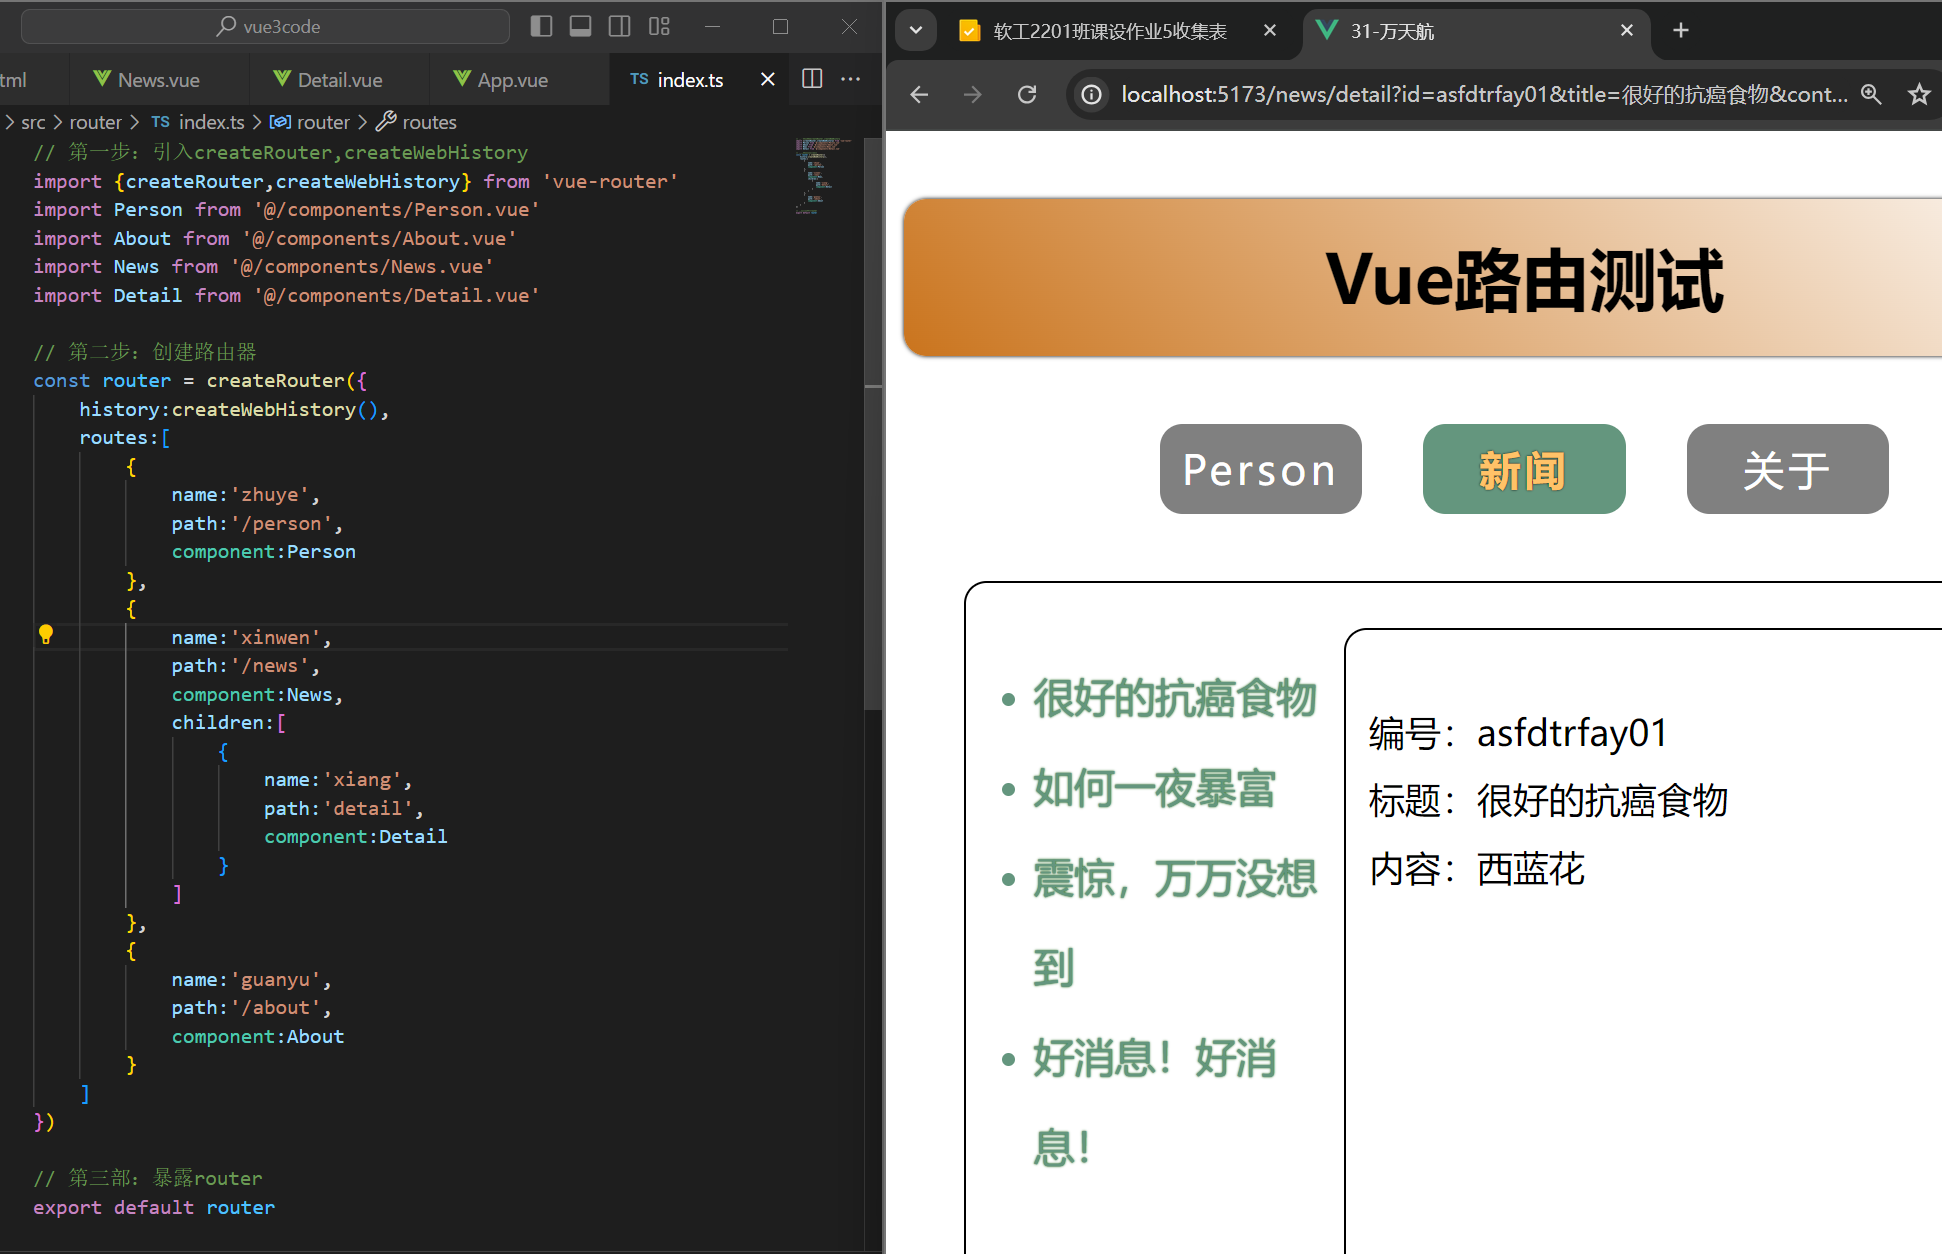 vue3code
tml
News.vue
Detail.vue
App.vue
TS index.ts
src router TS index.ts router routes
// 第一步：引入createRouter,createWebHistory
import {createRouter,createWebHistory} from 'vue-router'
import Person from '@/components/Person.vue'
import About from '@/components/About.vue'
import News from '@/components/News.vue'
import Detail from '@/components/Detail.vue'
// 第二步：创建路由器
const router = createRouter({
history:createWebHistory(),
routes:[
{
name:'zhuye',
path:'/person',
component:Person
},
{
name:'xinwen',
path:'/news',
component:News,
children:[
{
name:'xiang',
path:'detail',
component:Detail
}
]
},
{
name:'guanyu',
path:'/about',
component:About
}
]
})
// 第三部：暴露router
export default router
软工2201班课设作业5收集表
31-万天航
localhost:5173/news/detail?id=asfdtrfay01&title=很好的抗癌食物&cont...
Vue路由测试
Person
新闻
关于
很好的抗癌食物
如何一夜暴富
震惊，万万没想
到
好消息！好消
息！
编号：asfdtrfay01
标题：很好的抗癌食物
内容：西蓝花